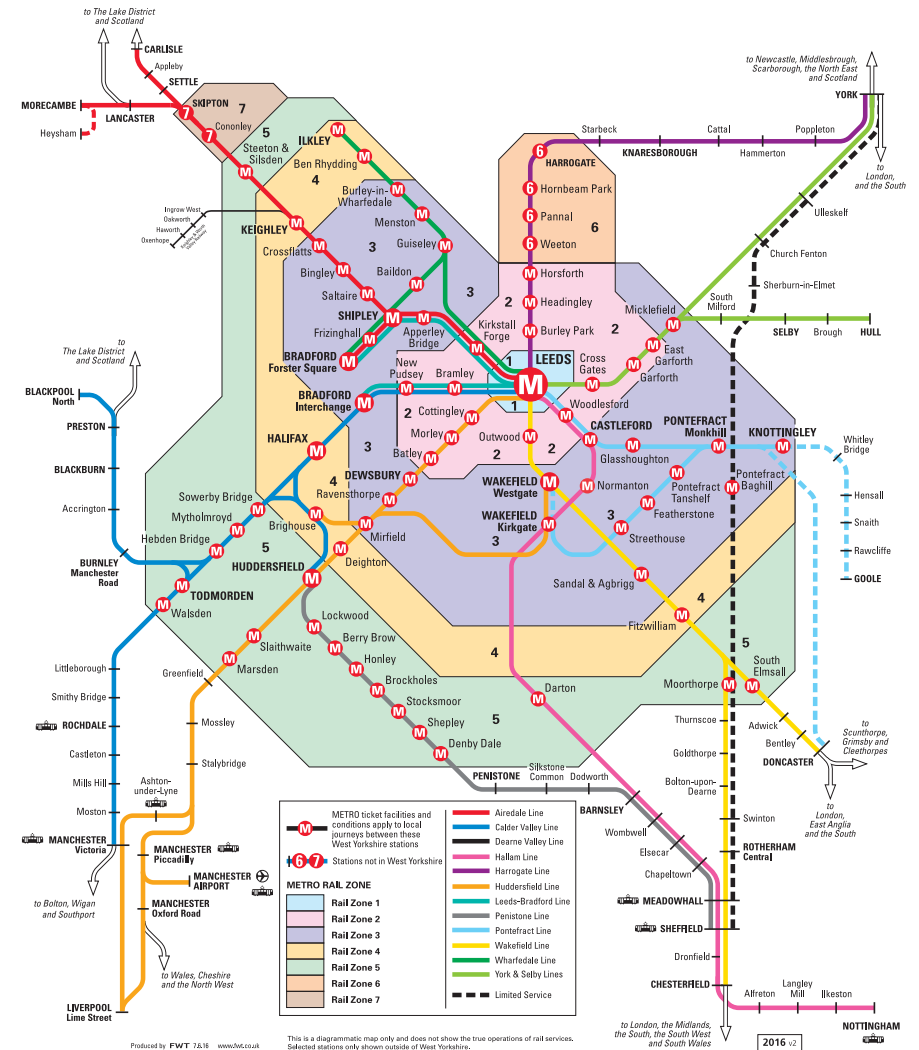 to The Lake District
and Scotland
CARLISLE
Appleby
SETTLE
MORECAMBE
LANCASTER
Heysham
7
SKIPTON
7
7
Cononley
5
Steeton &
Silsden
ILKLEY
M
Ben Rhydding
M
4
Burley-in-
Wharfedale
M
Menston
M
Guiseley
M
Ingrow West
Oakworth
Haworth
Oxenhope
KEIGHLEY
M
Crossflatts
M
3
Bingley
M
Baildon
M
3
Saltaire
M
SHIPLEY
M
Frizinghall
M
Apperley
Bridge
M
Kirkstall
Forge
M
BRADFORD
Forster Square
M
to Newcastle, Middlesbrough,
Scarborough, the North East
and Scotland
YORK
Starbeck
Cattal
Poppleton
KNARESBOROUGH
Hammerton
6
HARROGATE
6
Hornbeam Park
6
Pannal
6
6
Weeton
to London,
and the South
Ulleskelf
Church Fenton
Sherburn-in-Elmet
M
Horsforth
2
M
Headingley
2
M
Burley Park
Micklefield
M
South
Milford
SELBY
Brough
HULL
East
Garforth
M
Garforth
M
Cross
Gates
M
1
LEEDS
M
1
New
Pudsey
M
Bramley
M
BRADFORD
Interchange
M
2
Cottingley
M
Morley
M
Batley
M
2
3
Woodlesford
M
CASTLEFORD
M
Outwood
M
2
Glasshoughton
M
PONTEFRACT
Monkhill
M
KNOTTINGLEY
M
Whitley
Bridge
Hensall
Snaith
Rawcliffe
GOOLE
to
The Lake District
and Scotland
BLACKPOOL
North
PRESTON
BLACKBURN
Accrington
BURNLEY
Manchester
Road
HALIFAX
M
DEWSBURY
M
4
Ravensthorpe
M
Sowerby Bridge
M
Mytholmroyd
M
Hebden Bridge
M
Brighouse
M
Mirfield
M
WAKEFIELD
Westgate
M
WAKEFIELD
Kirkgate
M
Normanton
M
3
3
Pontefract
Tanshelf
M
Pontefract
Baghill
M
Featherstone
M
Streethouse
M
5
HUDDERSFIELD
M
Deighton
M
TODMORDEN
M
Walsden
M
Sandal & Agbrigg
M
Fitzwilliam
M
4
4
5
Lockwood
M
Berry Brow
M
Honley
M
Brockholes
M
Stocksmoor
M
Shepley
M
Denby Dale
M
5
Slaithwaite
M
Marsden
M
Greenfield
Littleborough
Smithy Bridge
ROCHDALE
Castleton
Mills Hill
Moston
MANCHESTER
Victoria
to Bolton, Wigan
and Southport
Mossley
Stalybridge
Ashton-
under-Lyne
MANCHESTER
Piccadilly
MANCHESTER
AIRPORT
MANCHESTER
Oxford Road
to Wales, Cheshire
and the North West
LIVERPOOL
Lime Street
Darton
M
PENISTONE
Silkstone
Common
Dodworth
BARNSLEY
Wombwell
Elsecar
Chapeltown
MEADOWHALL
SHEFFIELD
Dronfield
CHESTERFIELD
Moorthorpe
M
South
Elmsall
M
Thurnscoe
Goldthorpe
Bolton-upon-
Dearne
Swinton
ROTHERHAM
Central
Adwick
Bentley
DONCASTER
to
Scunthorpe,
Grimsby and
Cleethorpes
to
London,
East Anglia
and the South
Alfreton
Langley
Mill
Ilkeston
NOTTINGHAM
to London, the Midlands,
the South, the South West
and South Wales
M
METRO ticket facilities and
conditions apply to local
journeys between these
West Yorkshire stations
6 7
Stations not in West Yorkshire
METRO RAIL ZONE
Rail Zone 1
Rail Zone 2
Rail Zone 3
Rail Zone 4
Rail Zone 5
Rail Zone 6
Rail Zone 7
Airedale Line
Calder Valley Line
Dearne Valley Line
Hallam Line
Harrogate Line
Huddersfield Line
Leeds-Bradford Line
Penistone Line
Pontefract Line
Wakefield Line
Wharfedale Line
York & Selby Lines
Limited Service
Produced by FWT 7.6.16 www.fwt.co.uk
This is a diagrammatic map only and does not show the true operations of rail services.
Selected stations only shown outside of West Yorkshire.
2016 v2